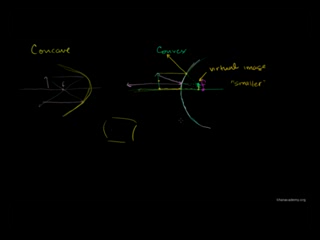 Concave
Convex
virtual image
"smaller"
khanacademy.org